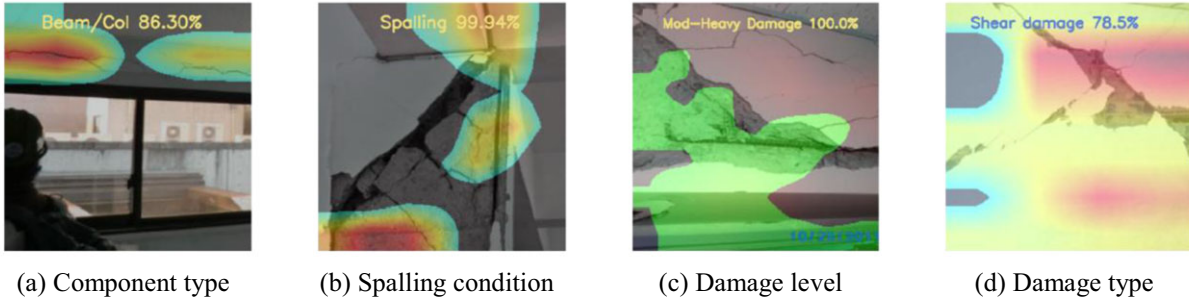 Beam/Col 86.30%
Spalling 99.94%
Mod-Heavy Damage 100.0%
Shear damage 78.5%
(a) Component type
(b) Spalling condition
(c) Damage level
(d) Damage type